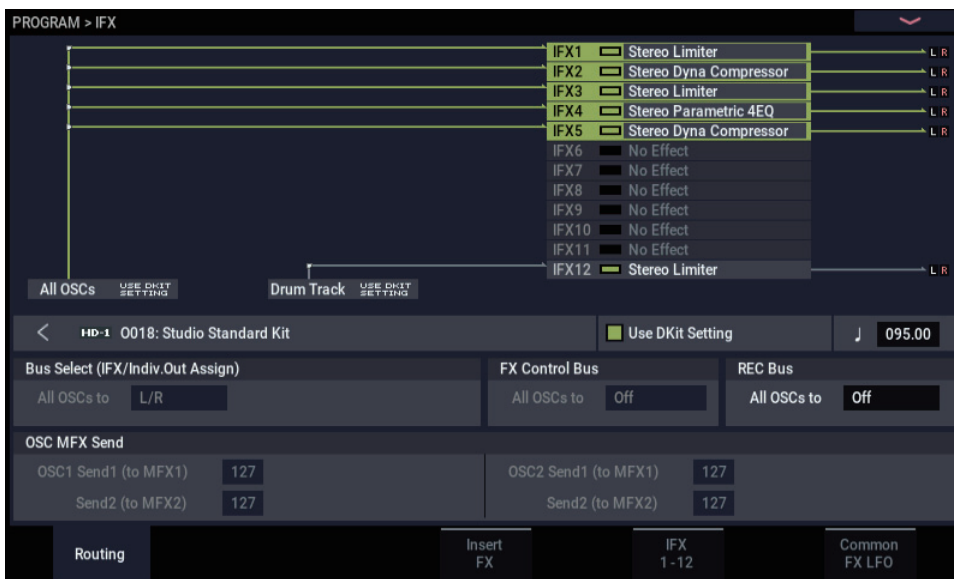 PROGRAM > IFX
IFX1 Stereo Limiter L R
IFX2 Stereo Dyna Compressor L R
IFX3 Stereo Limiter L R
IFX4 Stereo Parametric 4EQ L R
IFX5 Stereo Dyna Compressor L R
IFX6 No Effect
IFX7 No Effect
IFX8 No Effect
IFX9 No Effect
IFX10 No Effect
IFX11 No Effect
IFX12 Stereo Limiter L R
All OSCs USE DKIT SETTING Drum Track USE DKIT SETTING
HD-1 O018: Studio Standard Kit Use DKit Setting ♩ 095.00
Bus Select (IFX/Indiv.Out Assign) FX Control Bus REC Bus
All OSCs to L/R All OSCs to Off All OSCs to Off
OSC MFX Send
OSC1 Send1 (to MFX1) 127 OSC2 Send1 (to MFX1) 127
Send2 (to MFX2) 127 Send2 (to MFX2) 127
Routing Insert FX IFX 1-12 Common FX LFO